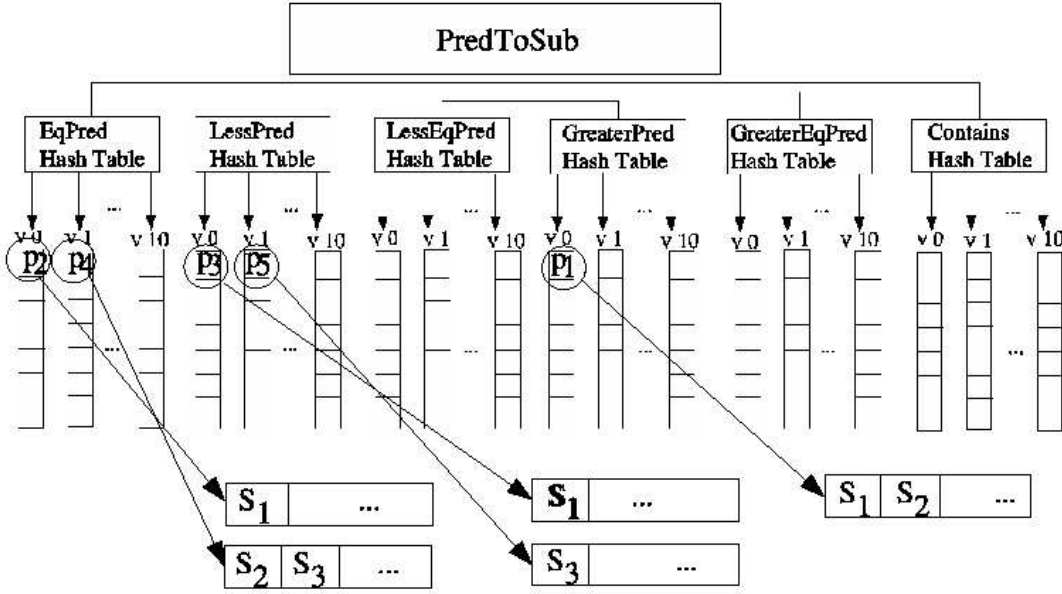 PredToSub
EqPred
Hash Table
LessPred
Hash Table
LessEqPred
Hash Table
GreaterPred
Hash Table
GreaterEqPred
Hash Table
Contains
Hash Table
... ... ... ... ... ...
v 0 v 1 v 10 v 0 v 1 v 10 v 0 v 1 v 10 v 0 v 1 v 10 v 0 v 1 v 10 v 0 v 1 v 10
p2 p4 p3 p5 p1
... ... ... ... ... ...
S1 ...
S1 ...
S1 S2 ...
S2 S3 ...
S3 ...